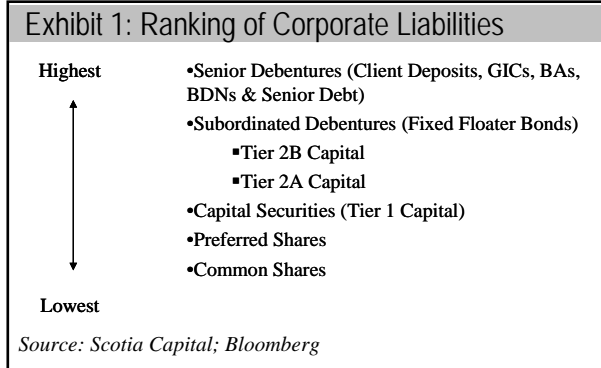 Exhibit 1: Ranking of Corporate Liabilities
Highest
•Senior Debentures (Client Deposits, GICs, BAs,
BDNs & Senior Debt)
•Subordinated Debentures (Fixed Floater Bonds)
▪Tier 2B Capital
▪Tier 2A Capital
•Capital Securities (Tier 1 Capital)
•Preferred Shares
•Common Shares
Lowest
Source: Scotia Capital; Bloomberg